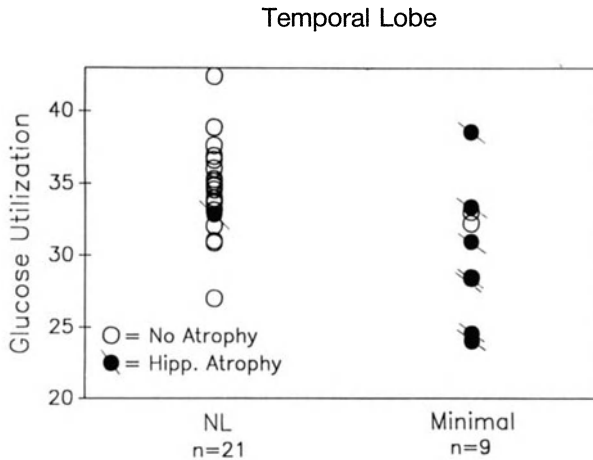 Temporal Lobe
Glucose Utilization
40
35
30
25
20
○ = No Atrophy
● = Hipp. Atrophy
NL
n=21
Minimal
n=9